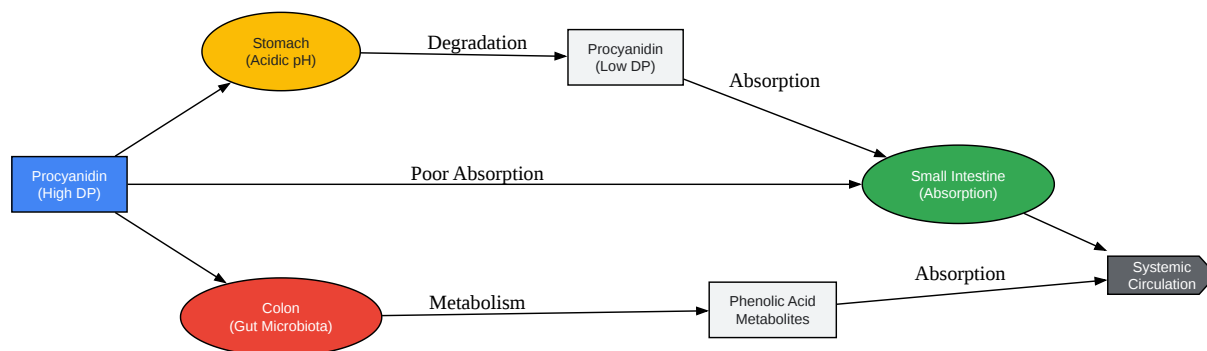 Stomach
(Acidic pH)
Degradation
Procyanidin
(Low DP)
Absorption
Procyanidin
(High DP)
Poor Absorption
Small Intestine
(Absorption)
Colon
(Gut Microbiota)
Metabolism
Phenolic Acid
Metabolites
Absorption
Systemic
Circulation